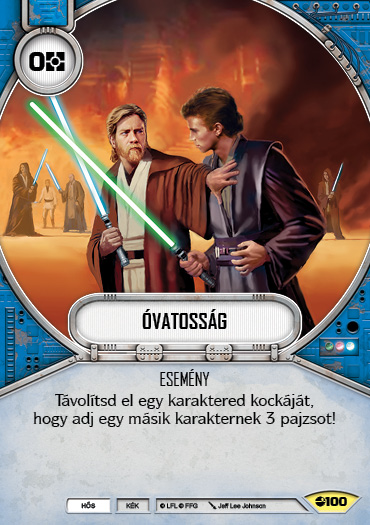 0
ÓVATOSSÁG
ESEMÉNY
Távolítsd el egy karaktered kockáját,
hogy adj egy másik karakternek 3 pajzsot!
HŐS
KÉK
© LFL © FFG
Jeff Lee Johnson
100